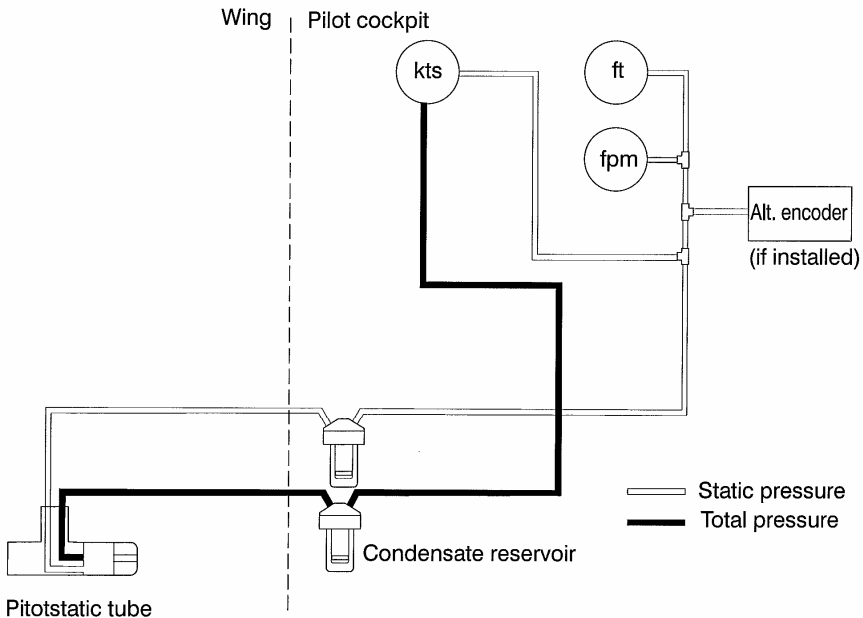 Wing
Pilot cockpit
kts
ft
fpm
Alt. encoder
(if installed)
Static pressure
Total pressure
Condensate reservoir
Pitotstatic tube